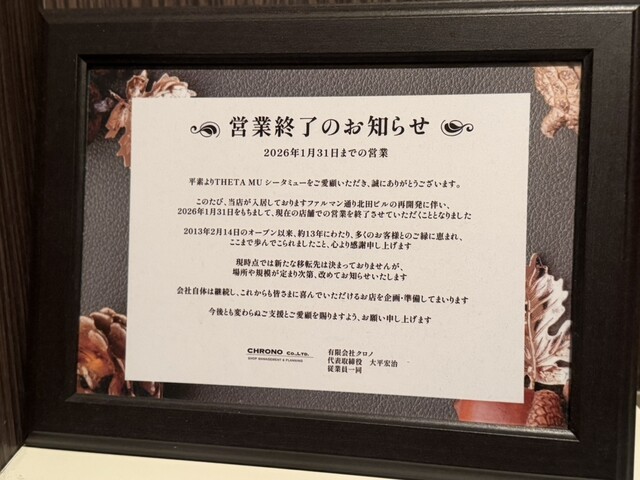 営業終了のお知らせ
2026年1月31日までの営業
平素よりTHETA MU シータミューをご愛顧いただき、誠にありがとうございます。
このたび、当店が入居しておりますファルマン通り北田ビルの再開発に伴い、
2026年1月31日をもちまして、現在の店舗での営業を終了させていただくこととなりました
2013年2月14日のオープン以来、約13年にわたり、多くのお客様とのご縁に恵まれ、
ここまで歩んでこられましたこと、心より感謝申し上げます
現時点では新たな移転先は決まっておりませんが、
場所や規模が定まり次第、改めてお知らせいたします
会社自体は継続し、これからも皆さまに喜んでいただけるお店を企画・準備してまいります
今後とも変わらぬご支援とご愛顧を賜りますよう、お願い申し上げます
CHRONO Co.,Ltd.
SHOP MANAGEMENT & PLANNING
有限会社クロノ
代表取締役 大平宏治
従業員一同